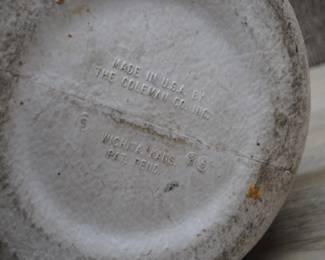 MADE IN U.S.A. BY
THE COLEMAN CO. INC.
WICHITA, KANS.
PAT. PEND.